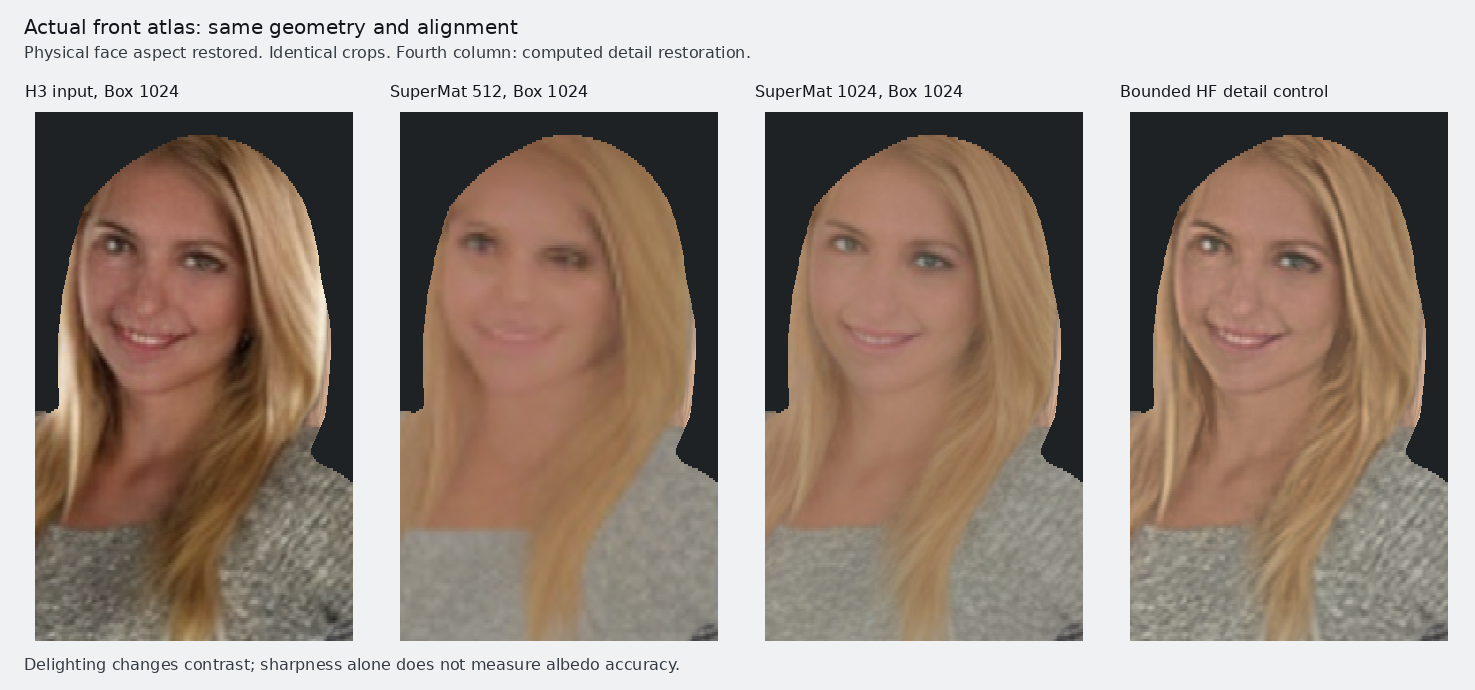 Actual front atlas: same geometry and alignment
Physical face aspect restored. Identical crops. Fourth column: computed detail restoration.
H3 input, Box 1024
SuperMat 512, Box 1024
SuperMat 1024, Box 1024
Bounded HF detail control
Delighting changes contrast; sharpness alone does not measure albedo accuracy.